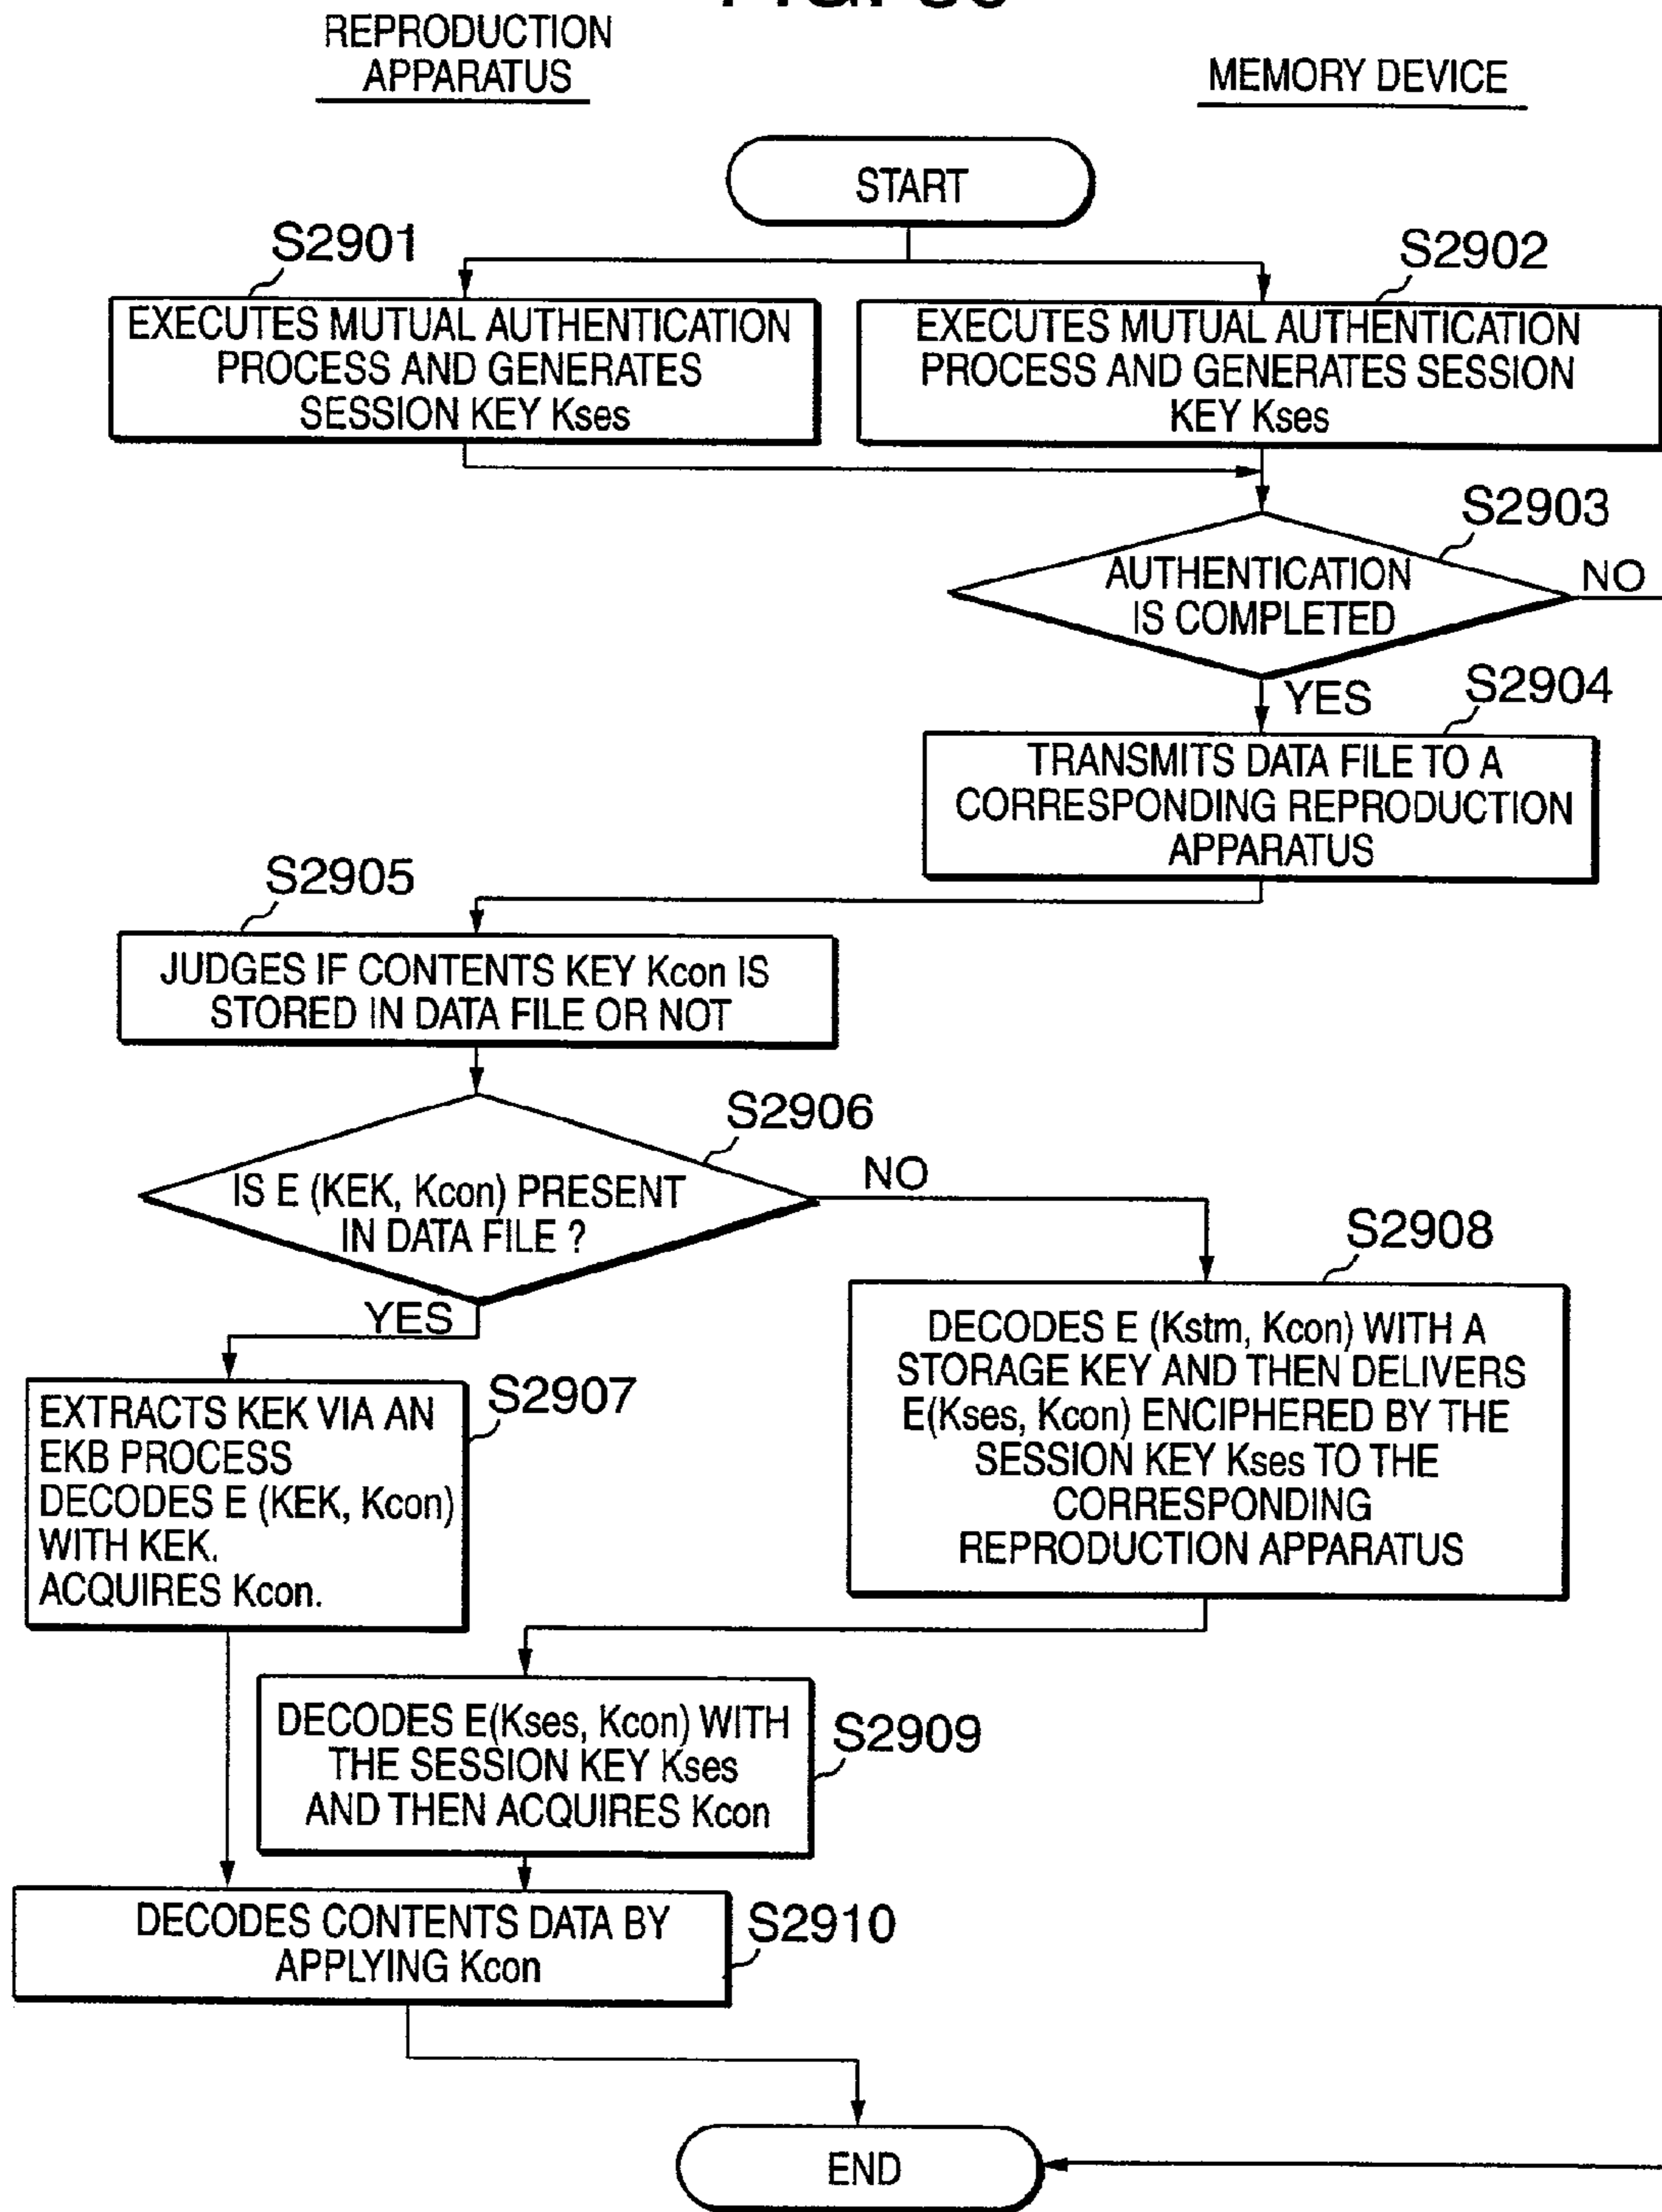 REPRODUCTION
APPARATUS
MEMORY DEVICE
START
S2901
S2902
EXECUTES MUTUAL AUTHENTICATION
PROCESS AND GENERATES
SESSION KEY Kses
EXECUTES MUTUAL AUTHENTICATION
PROCESS AND GENERATES SESSION
KEY Kses
S2903
AUTHENTICATION
IS COMPLETED
NO
YES
S2904
TRANSMITS DATA FILE TO A
CORRESPONDING REPRODUCTION
APPARATUS
S2905
JUDGES IF CONTENTS KEY Kcon IS
STORED IN DATA FILE OR NOT
S2906
IS E (KEK, Kcon) PRESENT
IN DATA FILE ?
NO
YES
S2908
DECODES E (Kstm, Kcon) WITH A
STORAGE KEY AND THEN DELIVERS
E(Kses, Kcon) ENCIPHERED BY THE
SESSION KEY Kses TO THE
CORRESPONDING
REPRODUCTION APPARATUS
S2907
EXTRACTS KEK VIA AN
EKB PROCESS
DECODES E (KEK, Kcon)
WITH KEK.
ACQUIRES Kcon.
DECODES E(Kses, Kcon) WITH
THE SESSION KEY Kses
AND THEN ACQUIRES Kcon
S2909
DECODES CONTENTS DATA BY
APPLYING Kcon
S2910
END